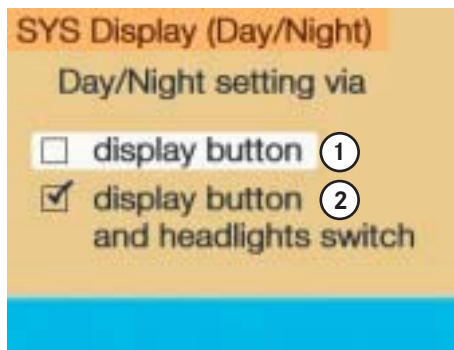 SYS Display (Day/Night)
Day/Night setting via
display button 1
display button 2
and headlights switch